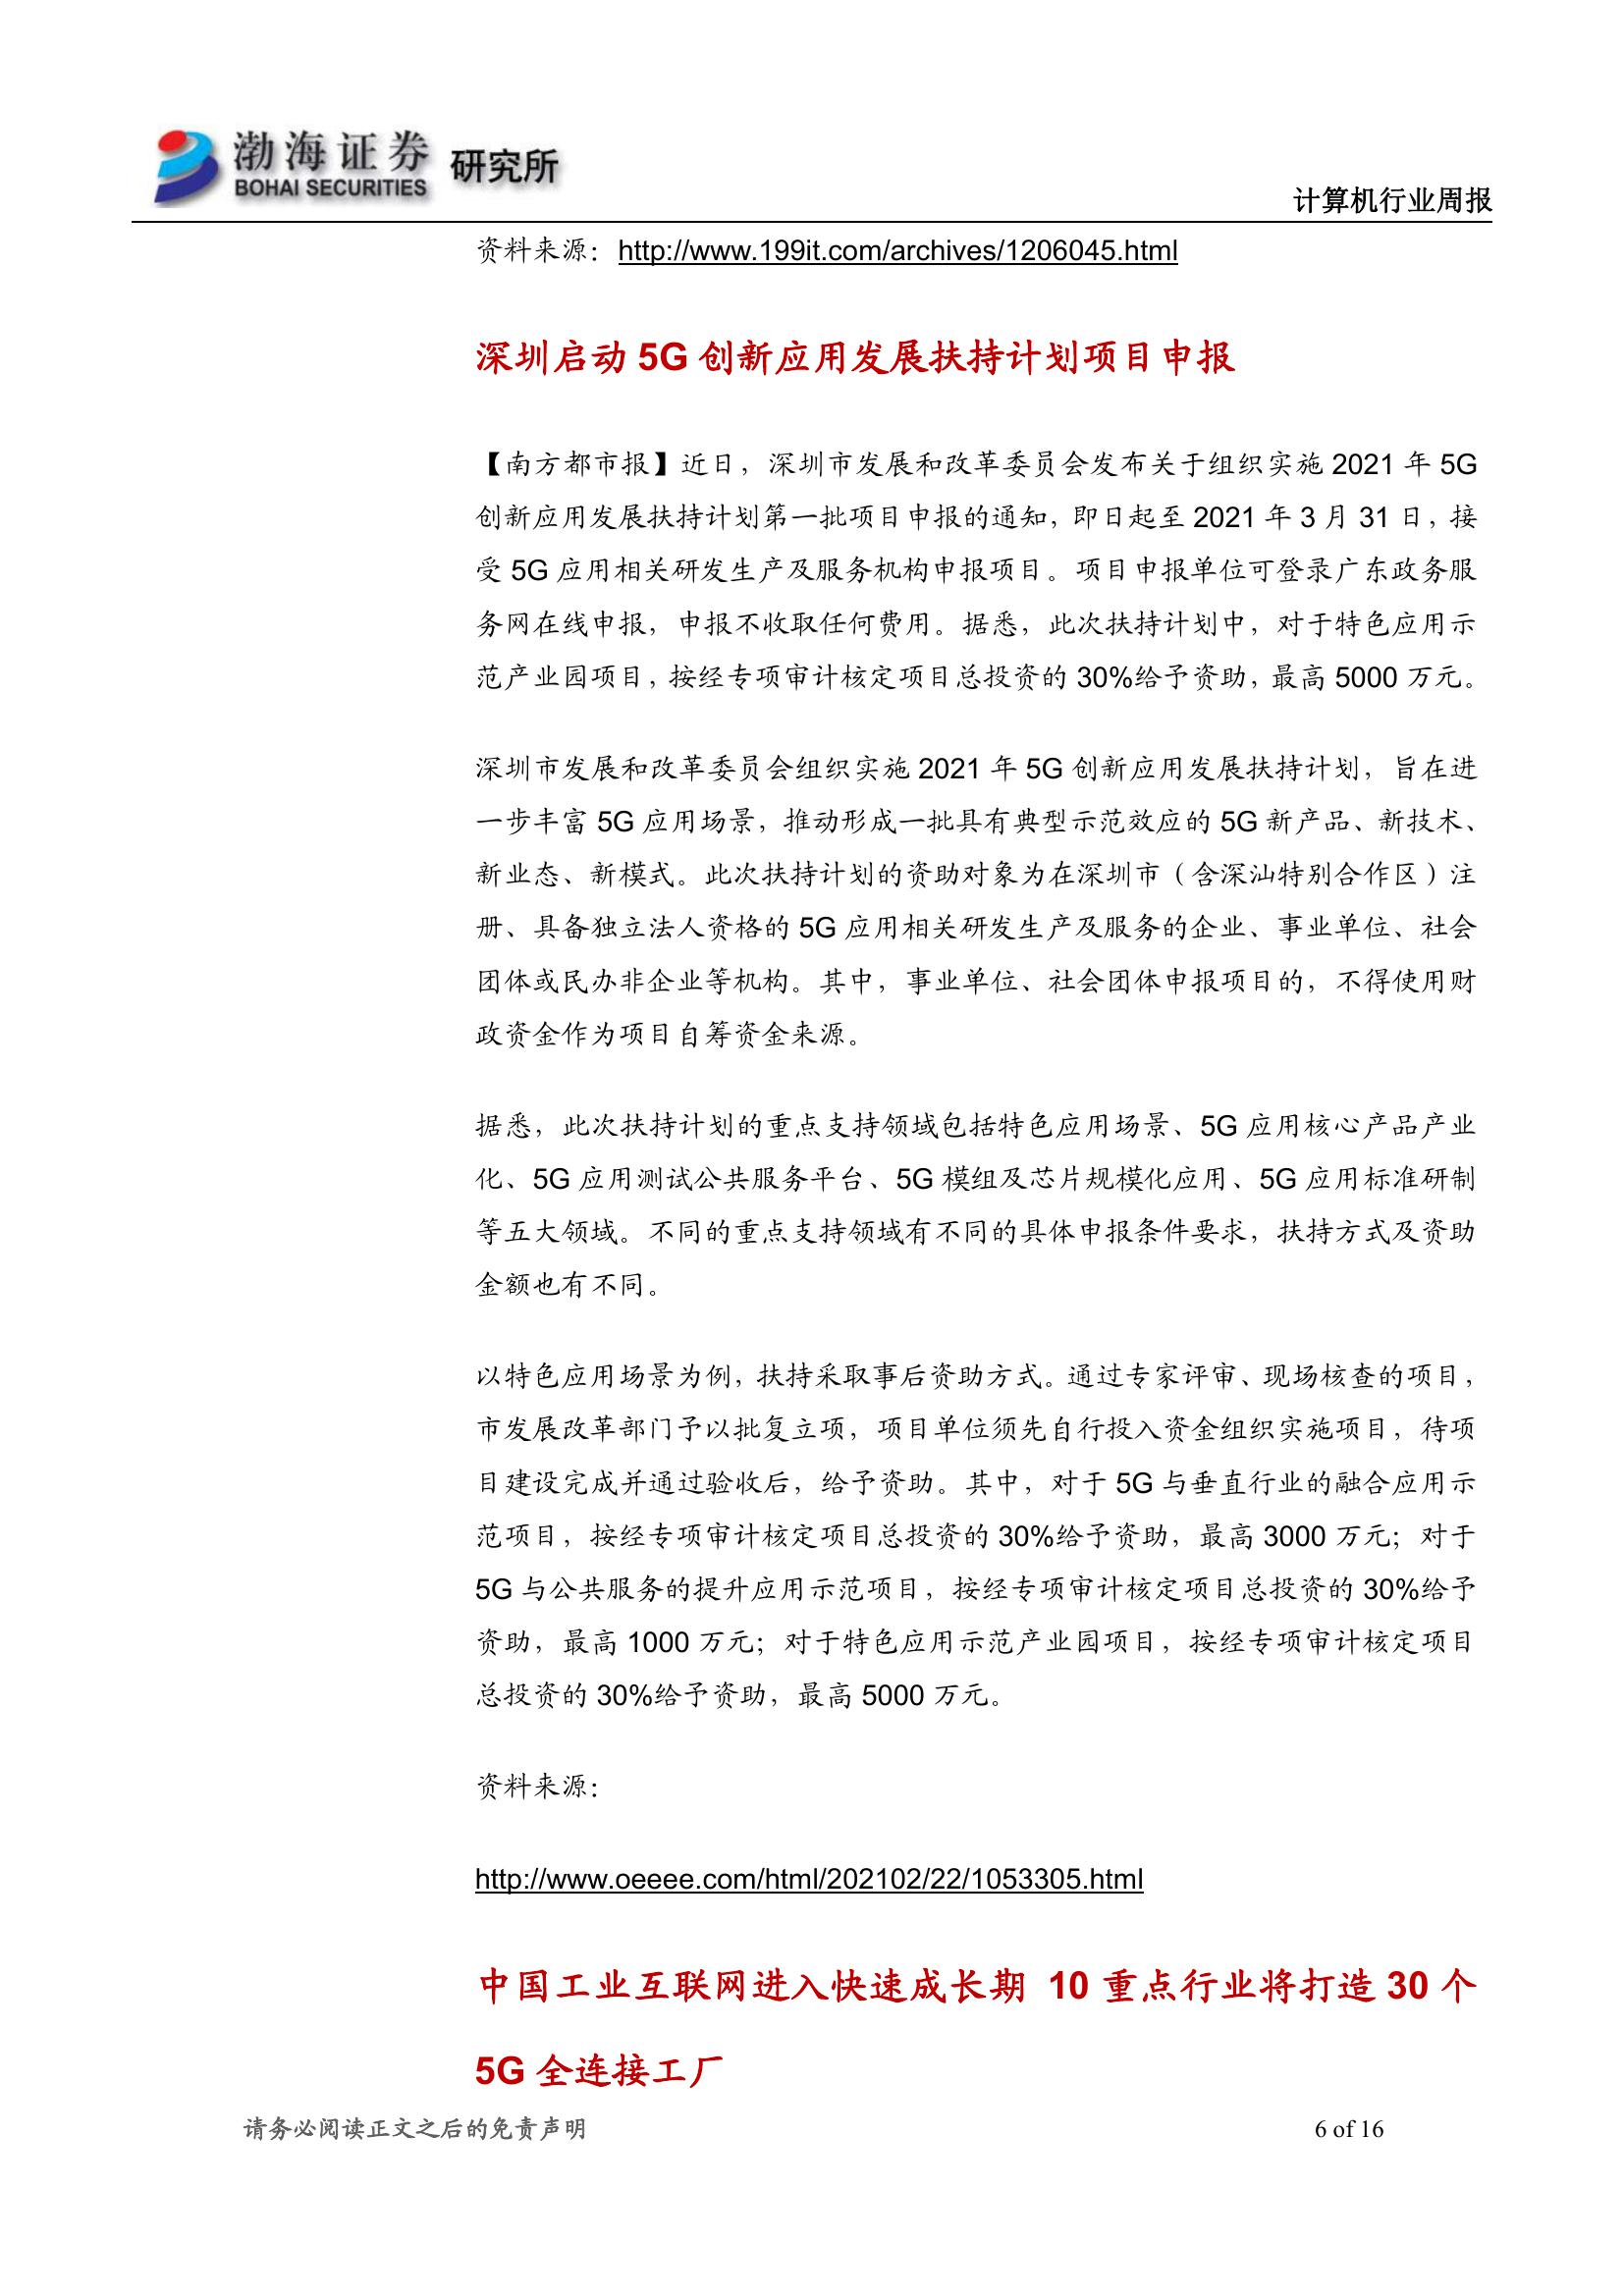 渤海证券 研究所
BOHAI SECURITIES
计算机行业周报
资料来源：http://www.199it.com/archives/1206045.html
深圳启动 5G 创新应用发展扶持计划项目申报
【南方都市报】近日，深圳市发展和改革委员会发布关于组织实施 2021 年 5G
创新应用发展扶持计划第一批项目申报的通知，即日起至 2021 年 3 月 31 日，接
受 5G 应用相关研发生产及服务机构申报项目。项目申报单位可登录广东政务服
务网在线申报，申报不收取任何费用。据悉，此次扶持计划中，对于特色应用示
范产业园项目，按经专项审计核定项目总投资的 30%给予资助，最高 5000 万元。
深圳市发展和改革委员会组织实施 2021 年 5G 创新应用发展扶持计划，旨在进
一步丰富 5G 应用场景，推动形成一批具有典型示范效应的 5G 新产品、新技术、
新业态、新模式。此次扶持计划的资助对象为在深圳市（含深汕特别合作区）注
册、具备独立法人资格的 5G 应用相关研发生产及服务的企业、事业单位、社会
团体或民办非企业等机构。其中，事业单位、社会团体申报项目的，不得使用财
政资金作为项目自筹资金来源。
据悉，此次扶持计划的重点支持领域包括特色应用场景、5G 应用核心产品产业
化、5G 应用测试公共服务平台、5G 模组及芯片规模化应用、5G 应用标准研制
等五大领域。不同的重点支持领域有不同的具体申报条件要求，扶持方式及资助
金额也有不同。
以特色应用场景为例，扶持采取事后资助方式。通过专家评审、现场核查的项目，
市发展改革部门予以批复立项，项目单位须先自行投入资金组织实施项目，待项
目建设完成并通过验收后，给予资助。其中，对于 5G 与垂直行业的融合应用示
范项目，按经专项审计核定项目总投资的 30%给予资助，最高 3000 万元；对于
5G 与公共服务的提升应用示范项目，按经专项审计核定项目总投资的 30%给予
资助，最高 1000 万元；对于特色应用示范产业园项目，按经专项审计核定项目
总投资的 30%给予资助，最高 5000 万元。
资料来源：
http://www.oeeee.com/html/202102/22/1053305.html
中国工业互联网进入快速成长期 10 重点行业将打造 30 个
5G 全连接工厂
请务必阅读正文之后的免责声明 6 of 16